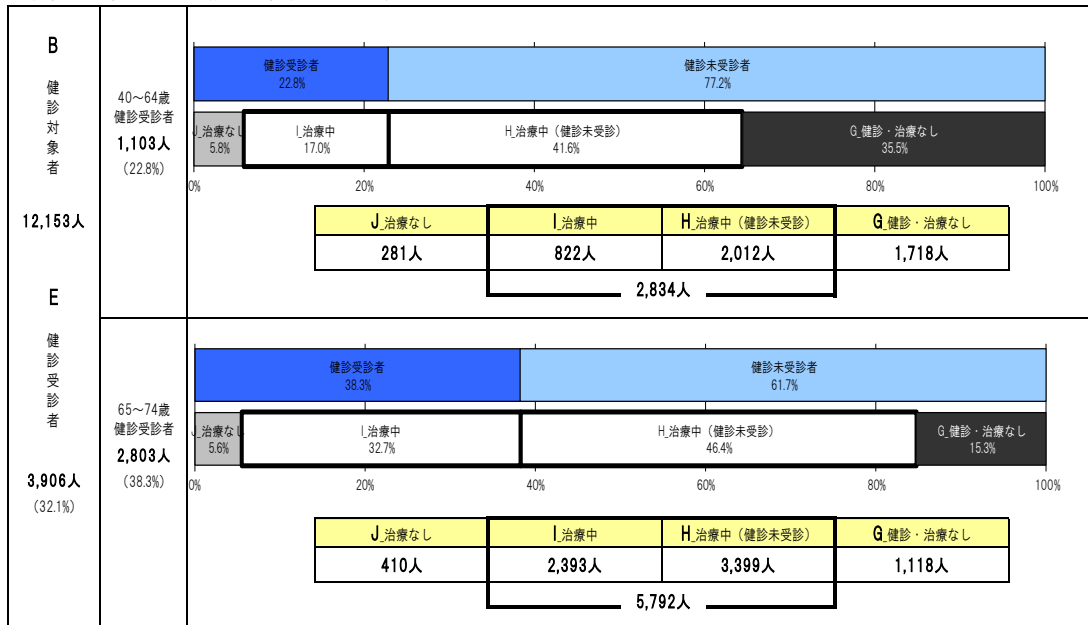 B
健診対象者
12,153人
E
健診受診者
3,906人
(32.1%)
40～64歳
健診受診者
1,103人
(22.8%)
健診受診者
22.8%
健診未受診者
77.2%
J_治療なし
5.8%
I_治療中
17.0%
H_治療中（健診未受診）
41.6%
G_健診・治療なし
35.5%
0% 20% 40% 60% 80% 100%
J_治療なし I_治療中 H_治療中（健診未受診） G_健診・治療なし
281人 822人 2,012人 1,718人
2,834人
65～74歳
健診受診者
2,803人
(38.3%)
健診受診者
38.3%
健診未受診者
61.7%
J_治療なし
5.6%
I_治療中
32.7%
H_治療中（健診未受診）
46.4%
G_健診・治療なし
15.3%
0% 20% 40% 60% 80% 100%
J_治療なし I_治療中 H_治療中（健診未受診） G_健診・治療なし
410人 2,393人 3,399人 1,118人
5,792人